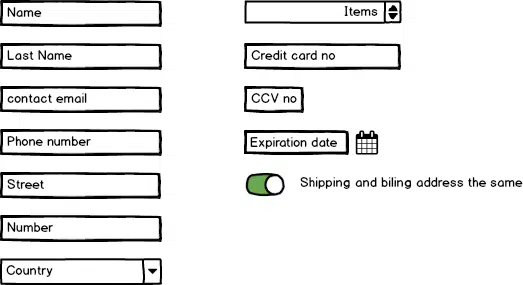 Name
Last Name
contact email
Phone number
Street
Number
Country
Items
Credit card no
CCV no
Expiration date
Shipping and biling address the same